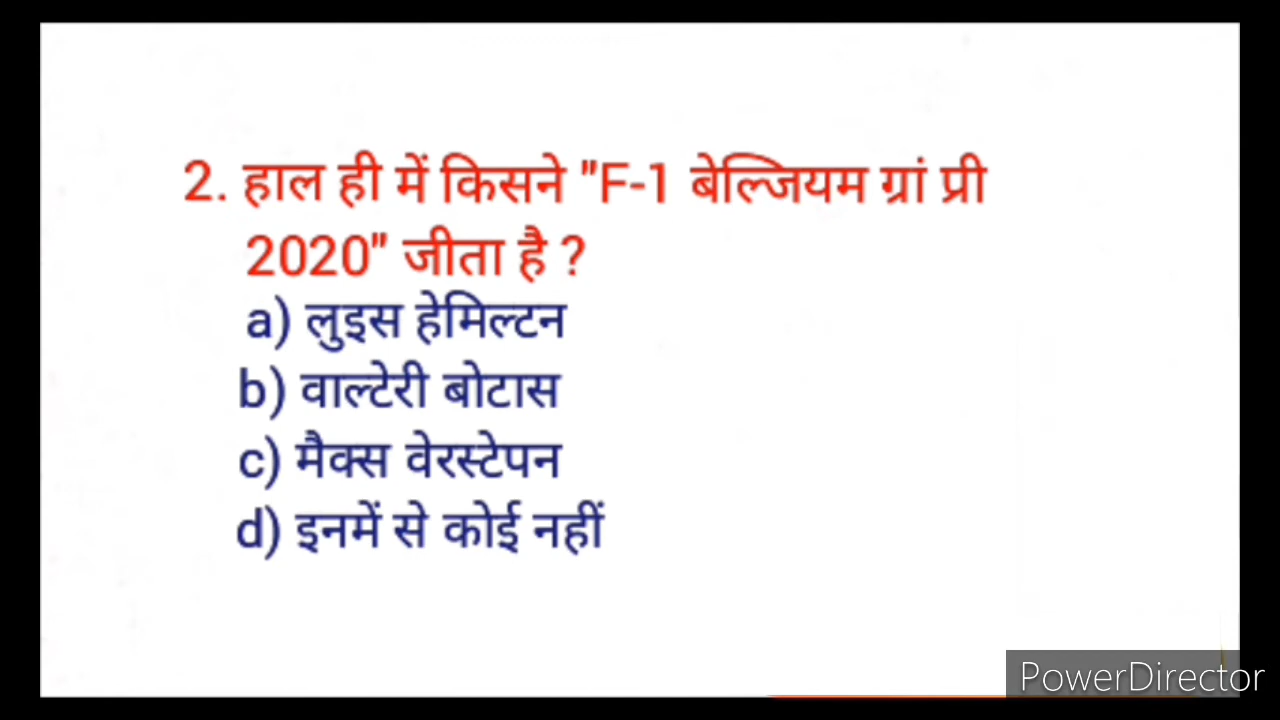 2. हाल ही में किसने "F-1 बेल्जियम ग्रां प्री
2020" जीता है ?
a) लुइस हेमिल्टन
b) वाल्टेरी बोटास
c) मैक्स वेरस्टेपन
d) इनमें से कोई नहीं
PowerDirector